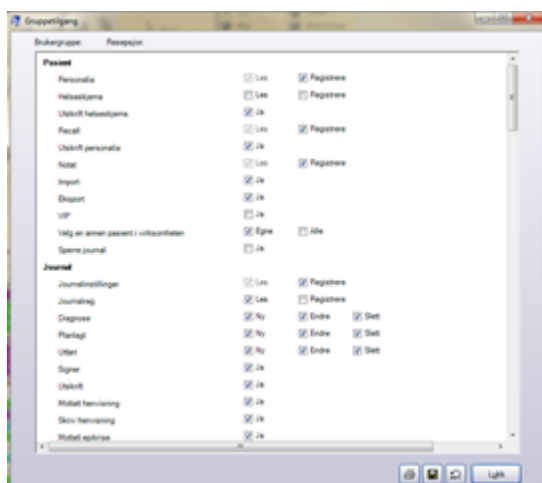 Gruppetilgang
Brukergruppe Resepsjon
Pasient
Personalia Les Registrere
Helseskjema Les Registrere
Utskrift helseskjema Ja
Recall Les Registrere
Utskrift personalia Ja
Notat Les Registrere
Import Ja
Eksport Ja
VIP Ja
Velg en annen pasient i virksomheten Egne Alle
Sperre journal Ja
Journal
Journalinnstillinger Les Registrere
Journalreg. Les Registrere
Diagnose Ny Endre Slett
Planlagt Ny Endre Slett
Utført Ny Endre Slett
Signer Ja
Utskrift Ja
Mottatt henvisning Ja
Skriv henvisning Ja
Mottatt epikrise Ja
Lukk